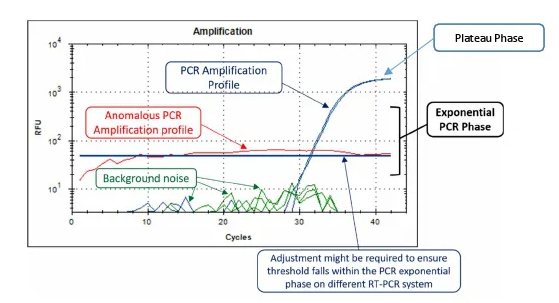 Amplification
Plateau Phase
10^4
PCR Amplification
Profile
10^3
Anomalous PCR
Amplification profile
Exponential
PCR Phase
RFU
10^2
Background noise
10^1
0
10
20
30
40
Cycles
Adjustment might be required to ensure
threshold falls within the PCR exponential
phase on different RT-PCR system